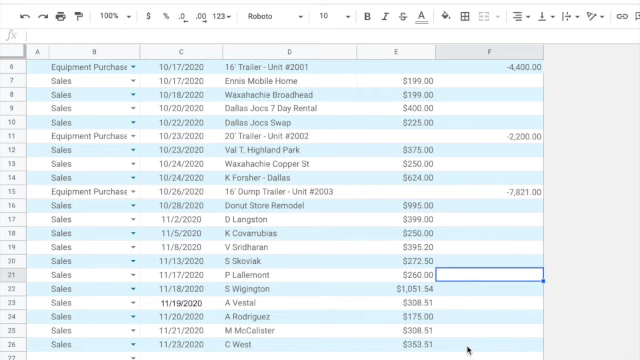 100% $ % .0 .00 123 Roboto 10 B I S A
fx
A B C D E F
6 Equipment Purchase 10/17/2020 16' Trailer - Unit #2001 -4,400.00
7 Sales 10/17/2020 Ennis Mobile Home $199.00
8 Sales 10/18/2020 Waxahachie Broadhead $199.00
9 Sales 10/20/2020 Dallas Jocs 7 Day Rental $400.00
10 Sales 10/22/2020 Dallas Jocs Swap $225.00
11 Equipment Purchase 10/23/2020 20' Trailer - Unit #2002 -2,200.00
12 Sales 10/23/2020 Val T. Highland Park $375.00
13 Sales 10/24/2020 Waxahachie Copper St $250.00
14 Sales 10/24/2020 K Forsher - Dallas $624.00
15 Equipment Purchase 10/26/2020 16' Dump Trailer - Unit #2003 -7,821.00
16 Sales 10/28/2020 Donut Store Remodel $995.00
17 Sales 11/2/2020 D Langston $399.00
18 Sales 11/5/2020 K Covarrubias $250.00
19 Sales 11/8/2020 V Sridharan $395.20
20 Sales 11/13/2020 S Skoviak $272.50
21 Sales 11/17/2020 P Lallemont $260.00
22 Sales 11/18/2020 S Wigington $1,051.54
23 Sales 11/19/2020 A Vestal $308.51
24 Sales 11/20/2020 A Rodriguez $175.00
25 Sales 11/21/2020 M McCalister $308.51
26 Sales 11/23/2020 C West $353.51
27 Sales